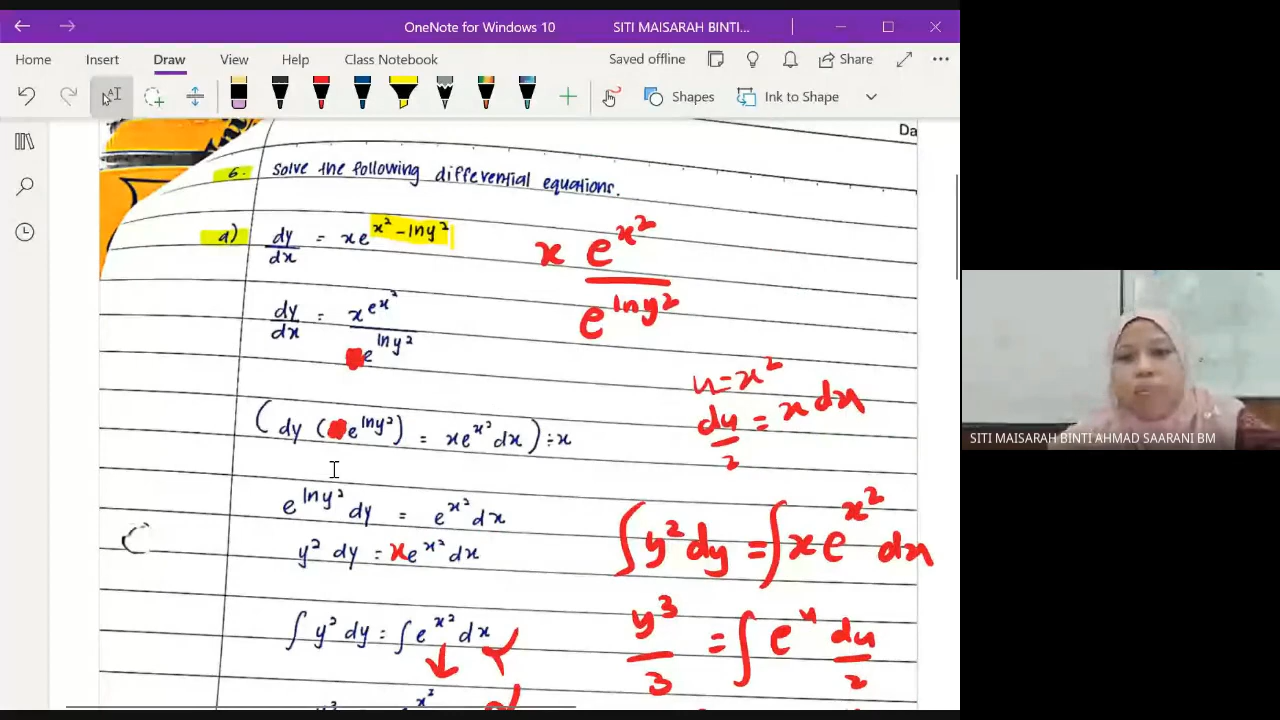 OneNote for Windows 10
SITI MAISARAH BINTI...
Home
Insert
Draw
View
Help
Class Notebook
Saved offline
Share
Shapes
Ink to Shape
Da
6. Solve the following differential equations.
a) dy/dx = xe^(x² - lny²)
x e^(x²) / e^(lny²)
dy/dx = x e^(x²) / e^(lny²)
u = x²
du/2 = x dx
(dy (e^(lny²)) = xe^(x²) dx) ÷ x
e^(lny²) dy = e^(x²) dx
y² dy = xe^(x²) dx
∫ y² dy = ∫ x e^(x²) dx
∫ y² dy = ∫ e^(x²) dx
y³/3 = ∫ e^u du/2
SITI MAISARAH BINTI AHMAD SAARANI BM